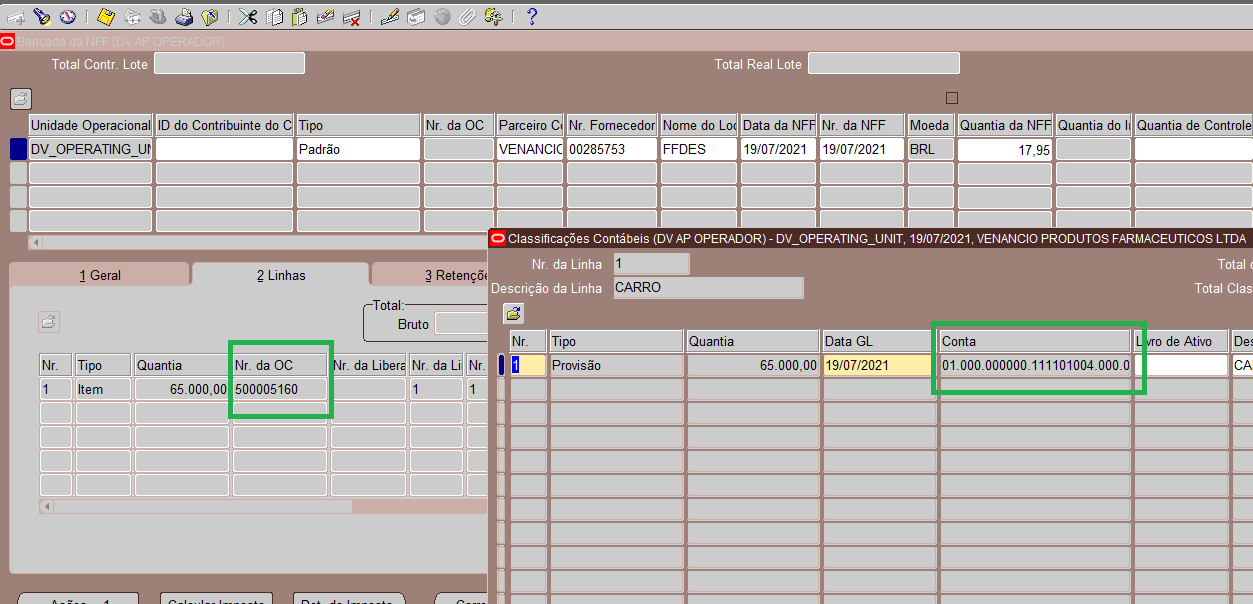 Bancada da NFF (DV AP OPERADOR)
Total Contr. Lote Total Real Lote
Unidade Operacional ID do Contribuinte do C Tipo Nr. da OC Parceiro Nr. Fornecedor Nome do Data da NFF Nr. da NFF Moeda Quantia da NFF Quantia do Quantia de Controle
DV_OPERATING_UN Padrão VENANCIO 00285753 FFDES 19/07/2021 19/07/2021 BRL 17,95
Classificações Contábeis (DV AP OPERADOR) - DV_OPERATING_UNIT, 19/07/2021, VENANCIO PRODUTOS FARMACEUTICOS LTDA
Nr. da Linha 1 Total
Descrição da Linha CARRO Total Clas
1 Geral 2 Linhas 3 Retençõe
Total:
Bruto
Nr. Tipo Quantia Data GL Conta Livro de Ativo Des
1 Provisão 65.000,00 19/07/2021 01.000.000000.111101004.000.0 CA
Nr. Tipo Quantia Nr. da OC Nr. da Libera Nr. da Li Nr.
1 Item 65.000,00 500005160 1 1
Ações 1 Calcular Imposto Det. do Imposto